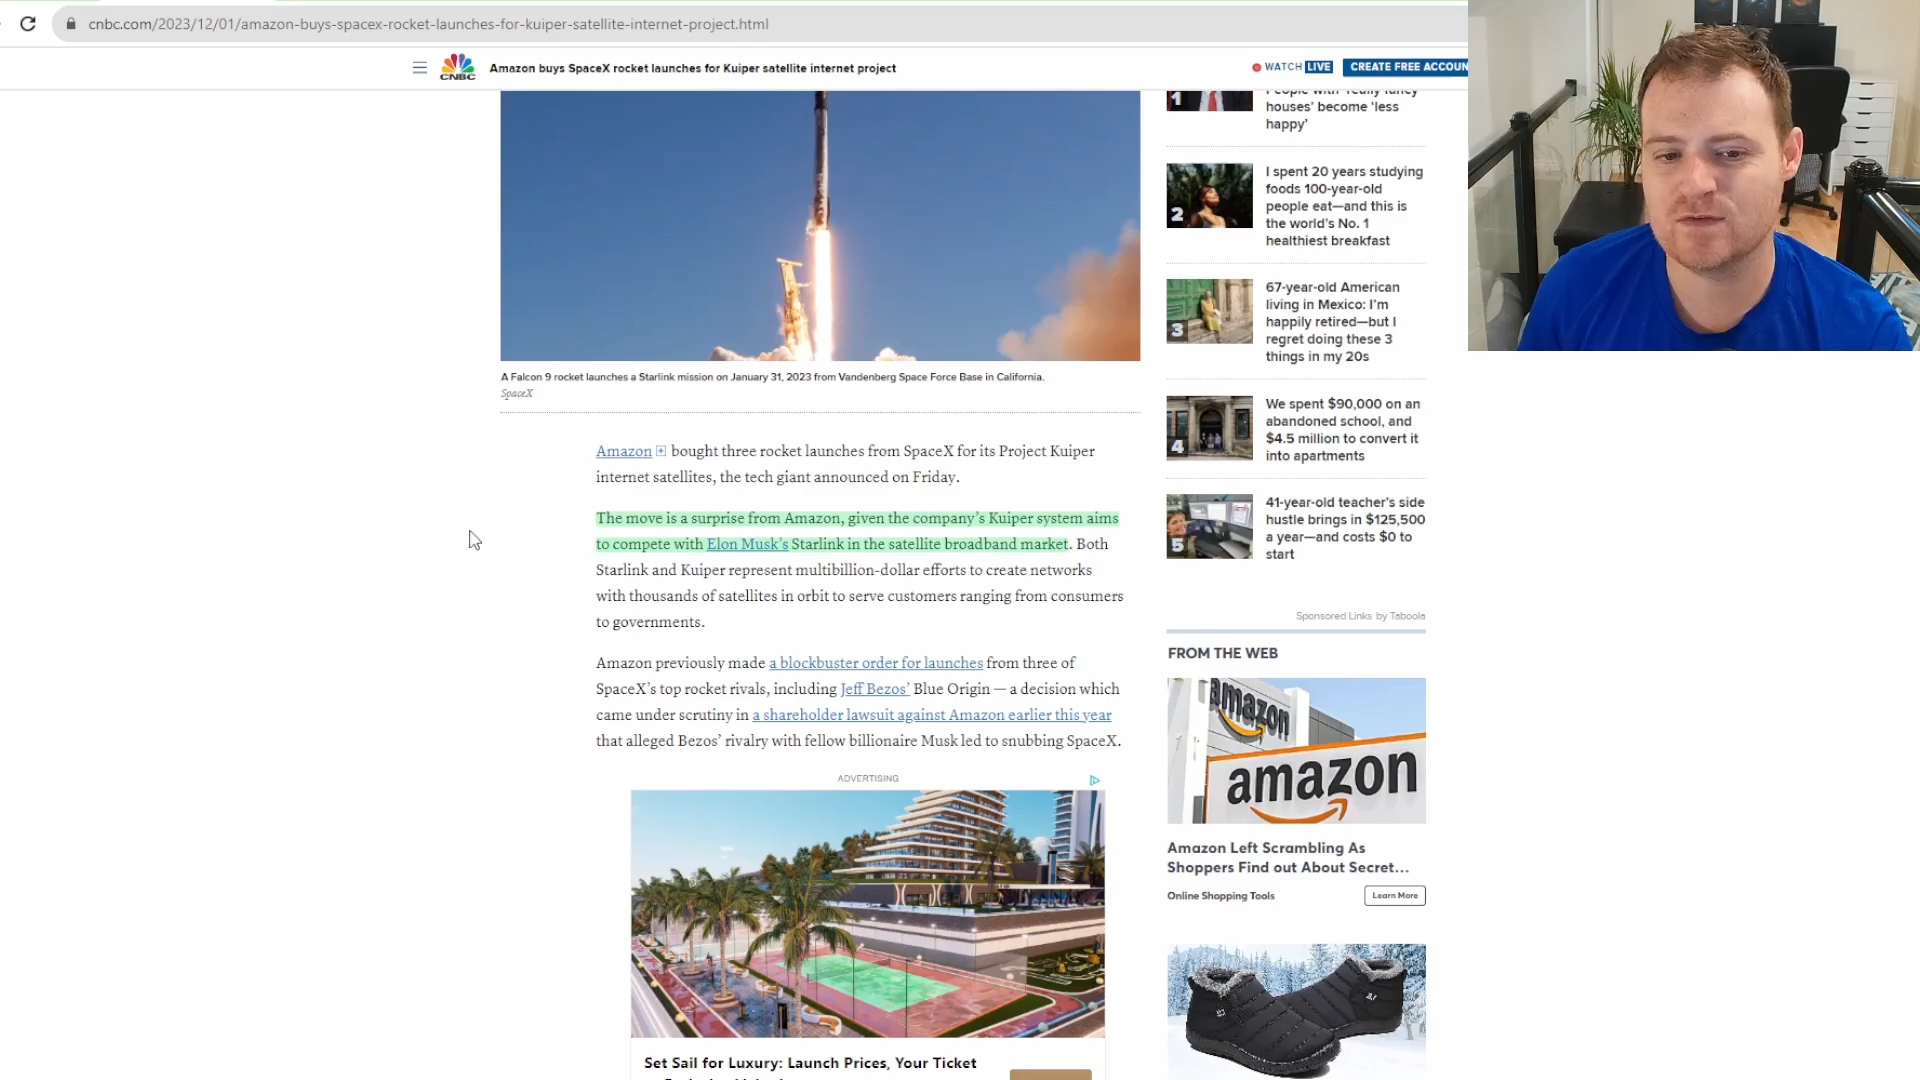 cnbc.com/2023/12/01/amazon-buys-spacex-rocket-launches-for-kuiper-satellite-internet-project.html
CNBC
Amazon buys SpaceX rocket launches for Kuiper satellite internet project
WATCH LIVE
CREATE FREE ACCOUN
A Falcon 9 rocket launches a Starlink mission on January 31, 2023 from Vandenberg Space Force Base in California.
SpaceX
Amazon bought three rocket launches from SpaceX for its Project Kuiper
internet satellites, the tech giant announced on Friday.
The move is a surprise from Amazon, given the company’s Kuiper system aims
to compete with Elon Musk’s Starlink in the satellite broadband market. Both
Starlink and Kuiper represent multibillion-dollar efforts to create networks
with thousands of satellites in orbit to serve customers ranging from consumers
to governments.
Amazon previously made a blockbuster order for launches from three of
SpaceX’s top rocket rivals, including Jeff Bezos’ Blue Origin — a decision which
came under scrutiny in a shareholder lawsuit against Amazon earlier this year
that alleged Bezos’ rivalry with fellow billionaire Musk led to snubbing SpaceX.
ADVERTISING
Set Sail for Luxury: Launch Prices, Your Ticket
1
People with ‘really fancy
houses’ become ‘less
happy’
2
I spent 20 years studying
foods 100-year-old
people eat—and this is
the world’s No. 1
healthiest breakfast
3
67-year-old American
living in Mexico: I’m
happily retired—but I
regret doing these 3
things in my 20s
4
We spent $90,000 on an
abandoned school, and
$4.5 million to convert it
into apartments
5
41-year-old teacher’s side
hustle brings in $125,500
a year—and costs $0 to
start
Sponsored Links by Taboola
FROM THE WEB
amazon
amazon
Amazon Left Scrambling As
Shoppers Find out About Secret...
Online Shopping Tools
Learn More